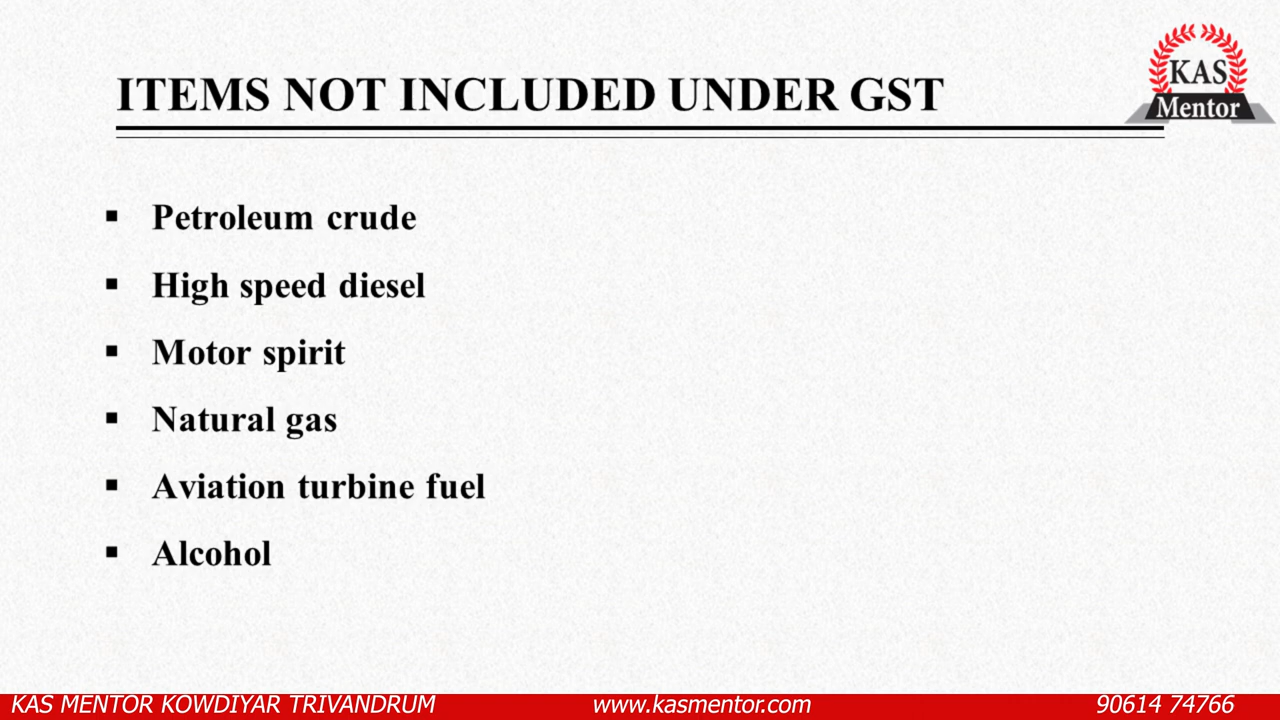 ITEMS NOT INCLUDED UNDER GST
KAS
Mentor
▪ Petroleum crude
▪ High speed diesel
▪ Motor spirit
▪ Natural gas
▪ Aviation turbine fuel
▪ Alcohol
KAS MENTOR KOWDIYAR TRIVANDRUM www.kasmentor.com 90614 74766